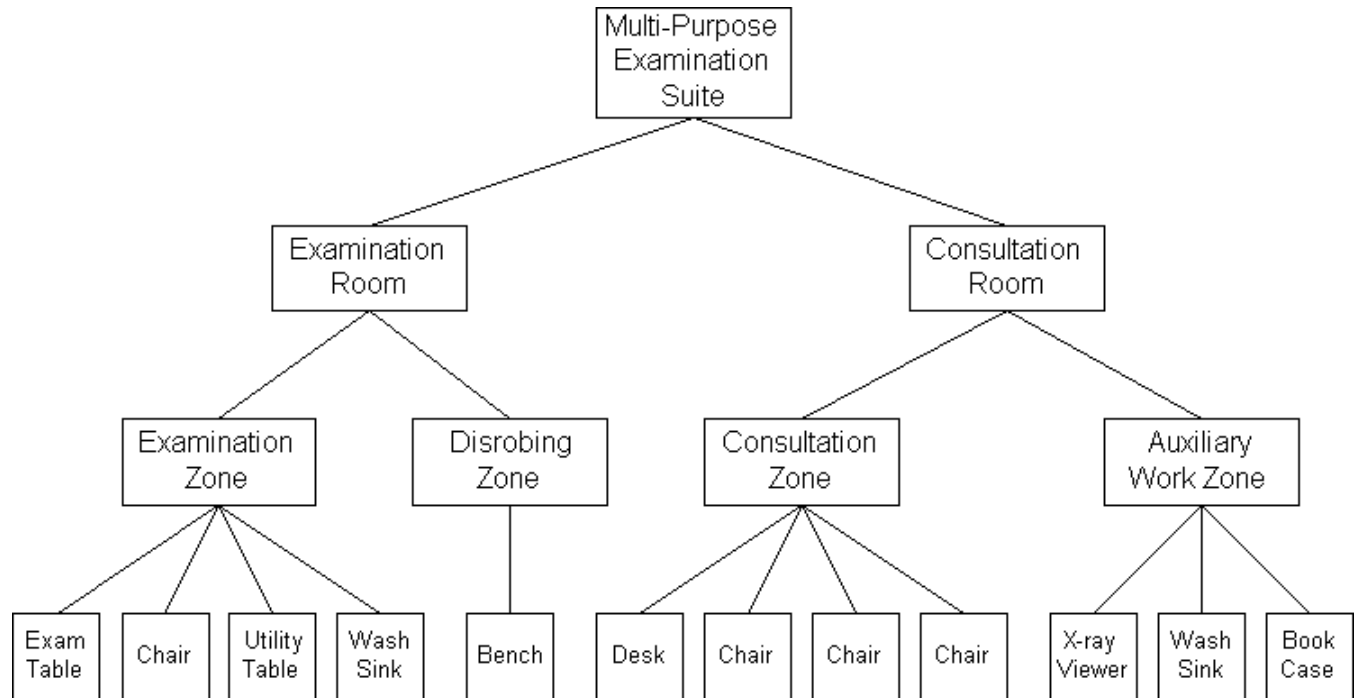 Multi-Purpose
Examination
Suite
Examination
Room
Consultation
Room
Examination
Zone
Disrobing
Zone
Consultation
Zone
Auxiliary
Work Zone
Exam
Table
Chair
Utility
Table
Wash
Sink
Bench
Desk
Chair
Chair
Chair
X-ray
Viewer
Wash
Sink
Book
Case